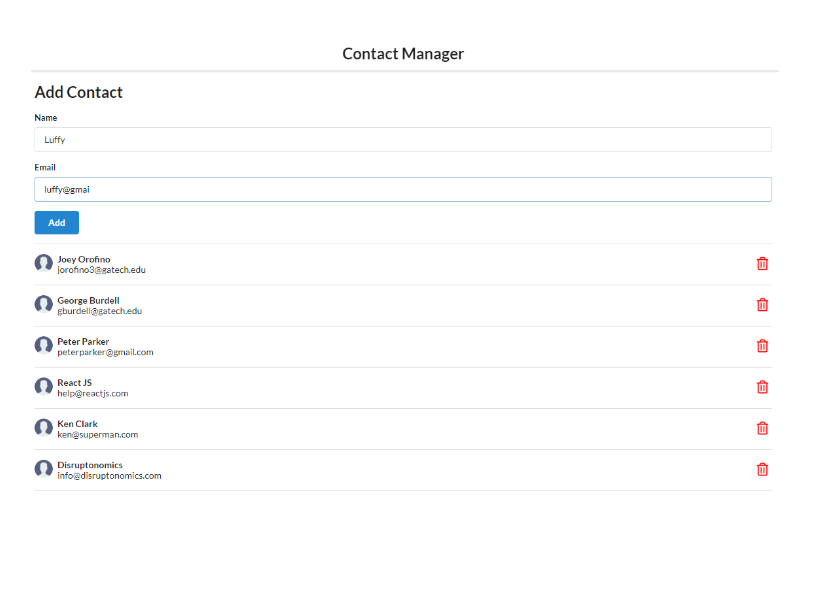 Contact Manager
Add Contact
Name
Luffy
Email
luffy@gmai
Add
Joey Orofino
jorofino3@gatech.edu
George Burdell
gburdell@gatech.edu
Peter Parker
peterparker@gmail.com
React JS
help@reactjs.com
Ken Clark
ken@superman.com
Disruptonomics
info@disruptonomics.com